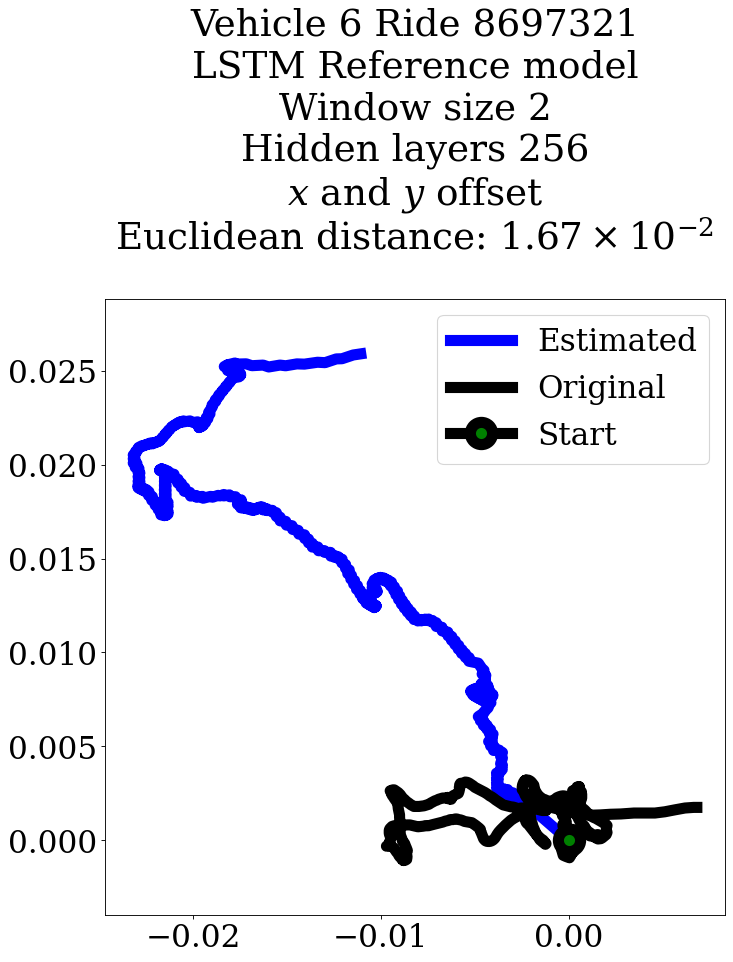 Vehicle 6 Ride 8697321
LSTM Reference model
Window size 2
Hidden layers 256
x and y offset
Euclidean distance: 1.67 × 10⁻²
Estimated
Original
Start
0.025
0.020
0.015
0.010
0.005
0.000
−0.02
−0.01
0.00